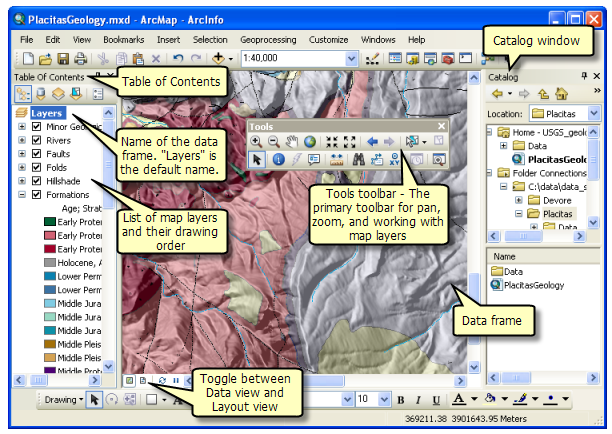 PlacitasGeology.mxd - ArcMap - ArcInfo
File Edit View Bookmarks Insert Selection Geoprocessing Customize Windows Help
1:40,000
Catalog window
Table Of Contents
Table of Contents
Catalog
Layers
Minor Geologic
Rivers
Faults
Folds
Hillshade
Formations
Age; Strat
Early Proter
Early Proter
Early Proter
Holocene, A
Lower Perm
Lower Perm
Middle Jura
Middle Jura
Middle Jura
Middle Pleis
Middle Pleis
Middle Prot
Name of the data
frame. "Layers" is
the default name.
List of map layers
and their drawing
order
Tools
XY
Tools toolbar - The
primary toolbar for pan,
zoom, and working with
map layers
Location: Placitas
Home - USGS_geol
Data
PlacitasGeolo
Folder Connections
C:\data\data_s
Devore
Placitas
Data
Name
Data
PlacitasGeology
Data frame
Toggle between
Data view and
Layout view
Drawing
A
10
B I U A
369211.38 3901643.95 Meters